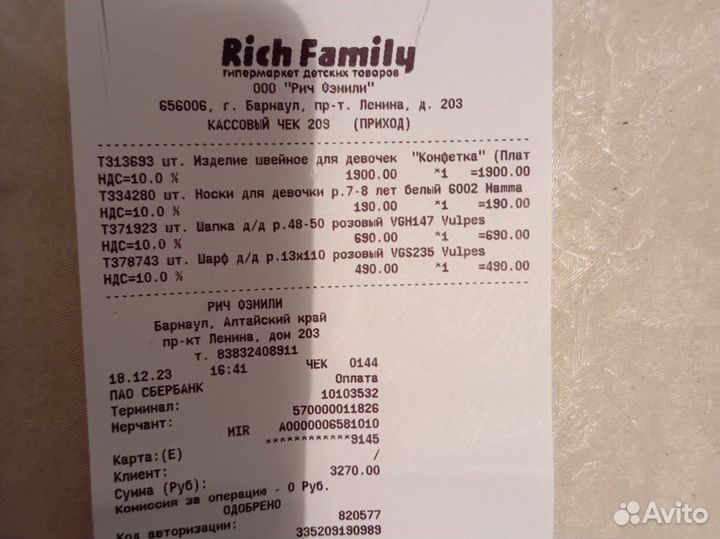 Rich Family
гипермаркет детских товаров
ООО "Рич Фэмили"
656006, г. Барнаул, пр-т. Ленина, д. 203
КАССОВЫЙ ЧЕК 209 (ПРИХОД)
Т313693 шт. Изделие швейное для девочек "Конфетка" (Плат
НДС=10.0 % 1900.00 *1 =1900.00
Т334280 шт. Носки для девочки р.7-8 лет белый 6002 Mamma
НДС=10.0 % 190.00 *1 =190.00
Т371923 шт. Шапка д/д р.48-50 розовый VGH147 Vulpes
НДС=10.0 % 690.00 *1 =690.00
Т378743 шт. Шарф д/д р.13х110 розовый VGS235 Vulpes
НДС=10.0 % 490.00 *1 =490.00
РИЧ ФЭМИЛИ
Барнаул, Алтайский край
пр-кт Ленина, дон 203
т. 83832408911
18.12.23 16:41 ЧЕК 0144
ПАО СБЕРБАНК Оплата
Терминал: 10103532
Мерчант: 570000011826
MIR A0000006581010
Карта:(E) ************9145
Клиент: /
Сумма (Руб): 3270.00
Комиссия за операцию - 0 Руб.
ОДОБРЕНО
Код авторизации: 820577
335209190989
Avito